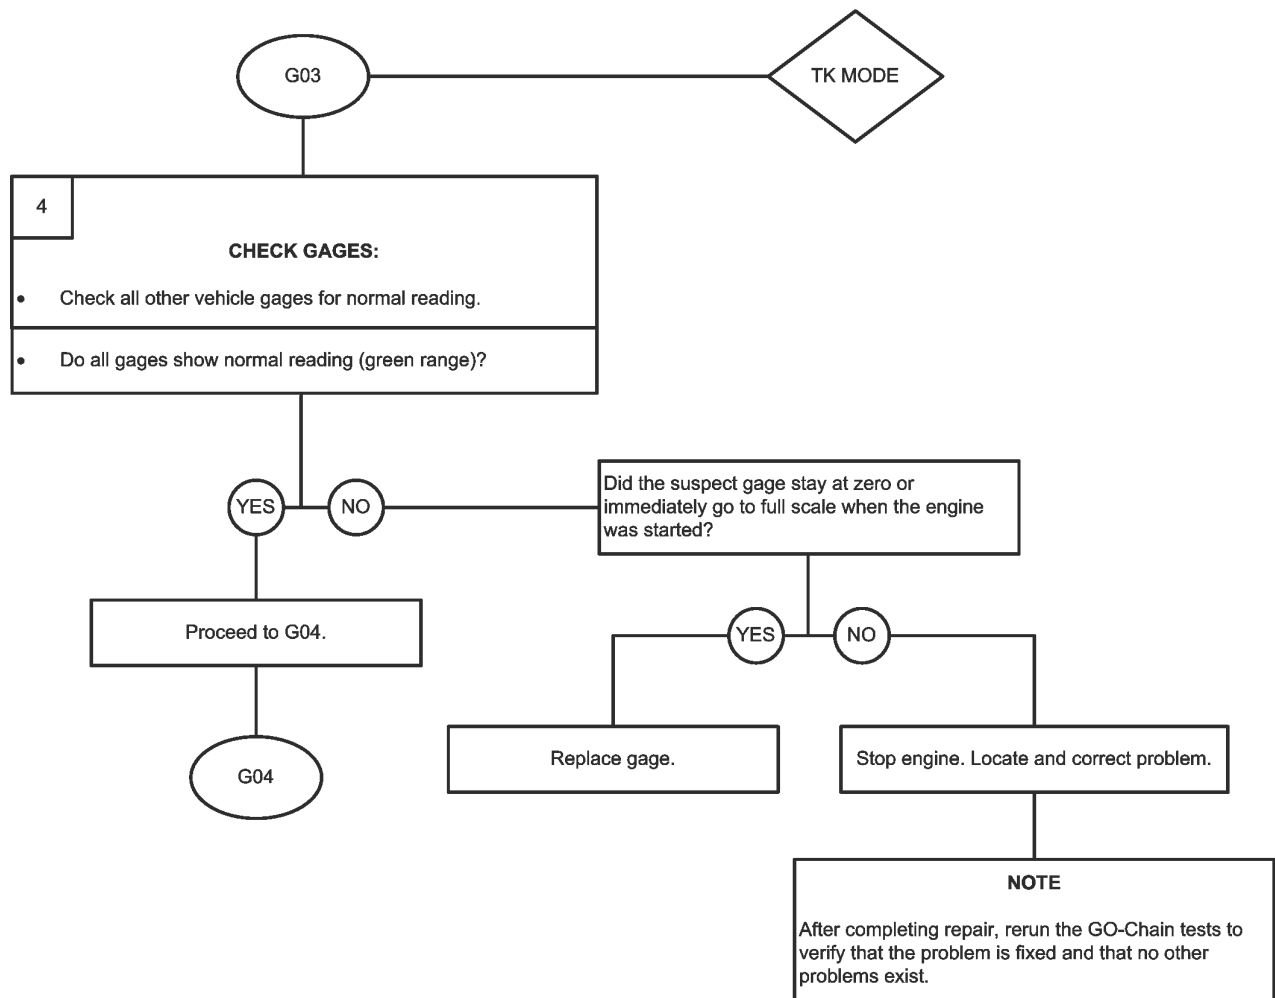 G03
TK MODE
4
CHECK GAGES:
• Check all other vehicle gages for normal reading.
• Do all gages show normal reading (green range)?
YES
NO
Did the suspect gage stay at zero or
immediately go to full scale when the engine
was started?
Proceed to G04.
YES
NO
G04
Replace gage.
Stop engine. Locate and correct problem.
NOTE
After completing repair, rerun the GO-Chain tests to
verify that the problem is fixed and that no other
problems exist.